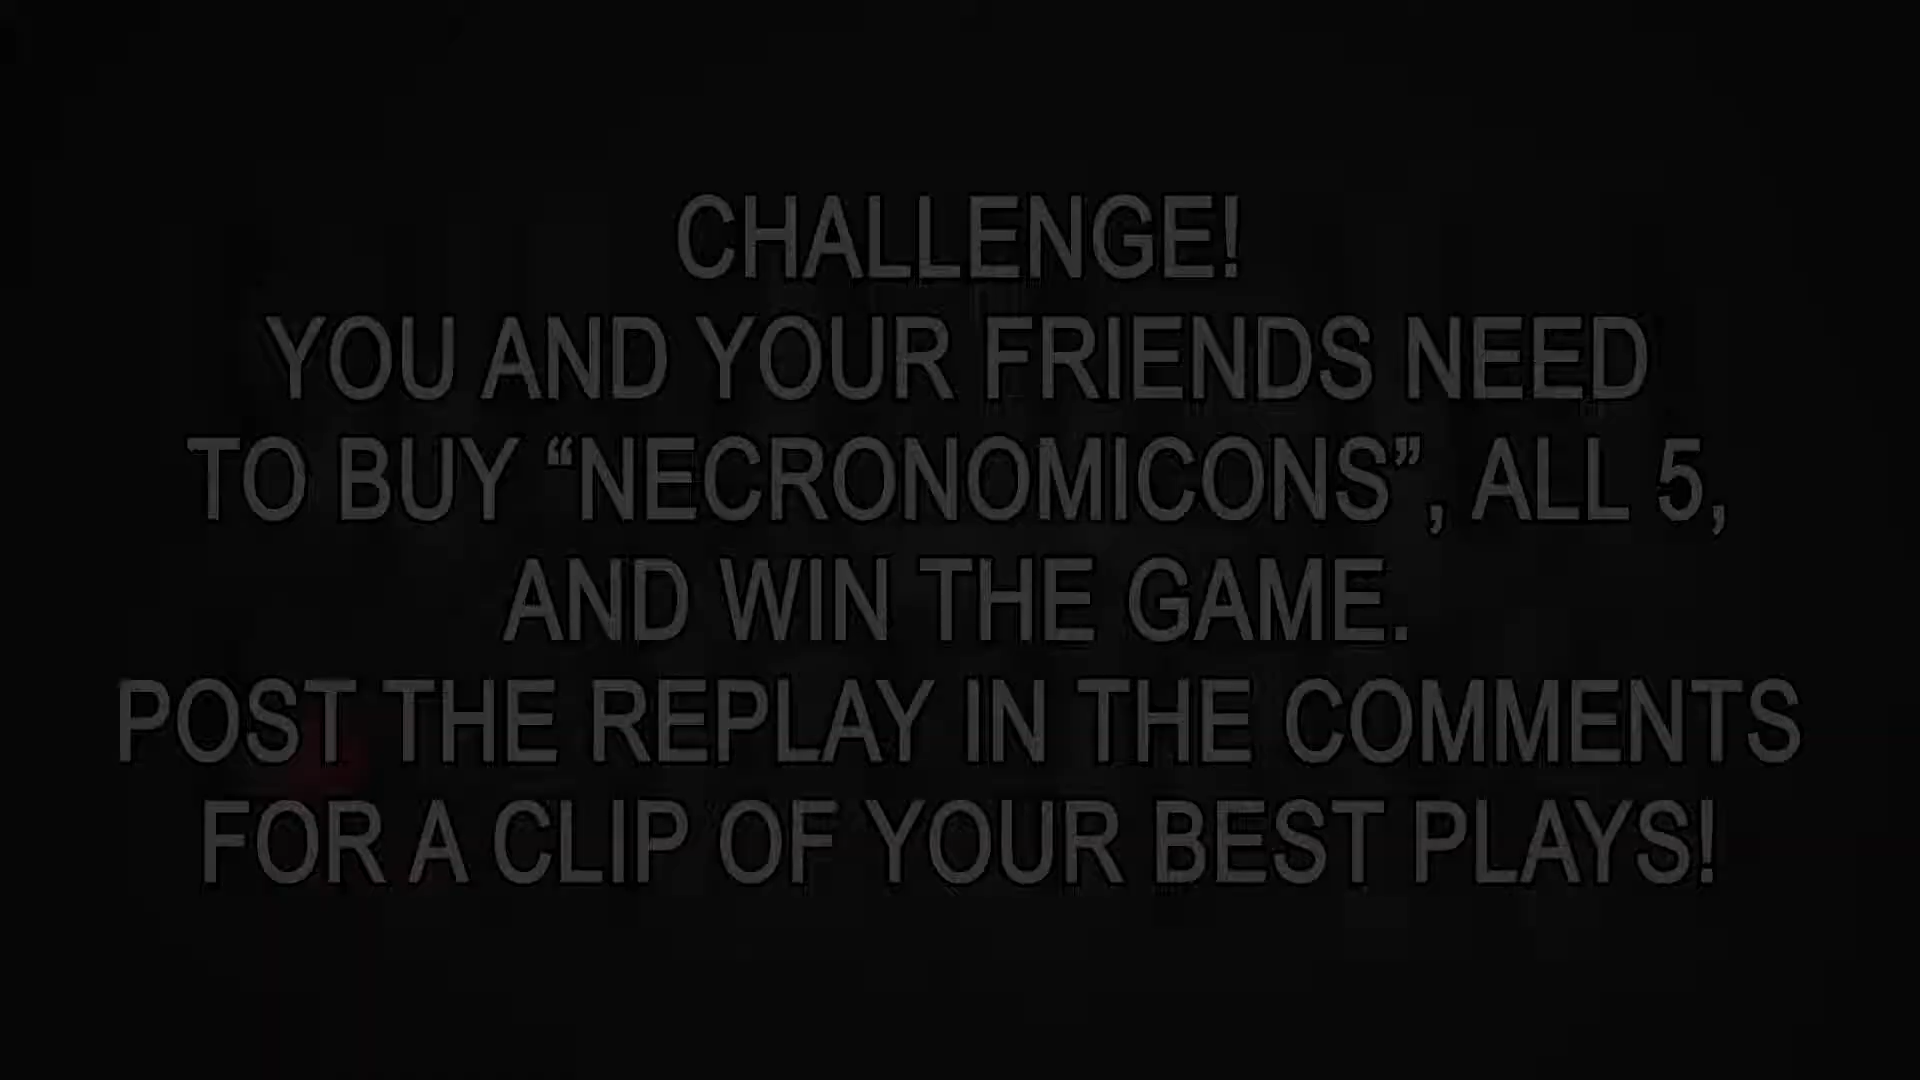 CHALLENGE!
YOU AND YOUR FRIENDS NEED
TO BUY “NECRONOMICONS”, ALL 5,
AND WIN THE GAME.
POST THE REPLAY IN THE COMMENTS
FOR A CLIP OF YOUR BEST PLAYS!